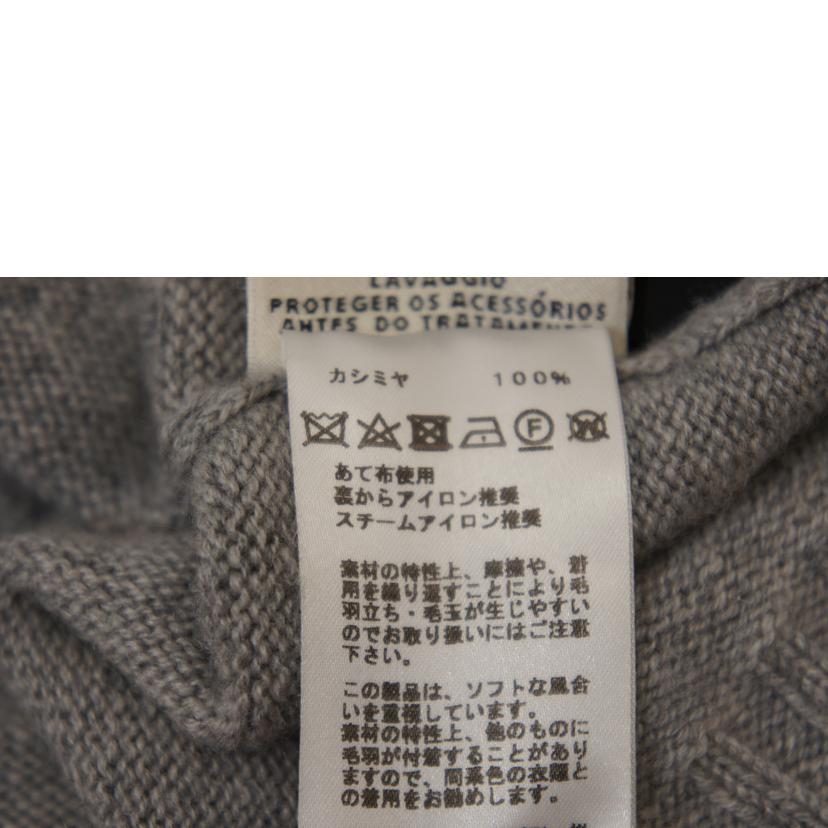 LAVAGGIO
PROTEGER OS ACESSÓRIOS
ANTES DO TRATAMENTO
カシミヤ 100%
F
W
あて布使用
裏からアイロン推奨
スチームアイロン推奨
素材の特性上、摩擦や、着
用を繰り返すことにより毛
羽立ち・毛玉が生じやすい
のでお取り扱いにはご注意
下さい。
この製品は、ソフトな風合
いを重視しています。
素材の特性上、他のものに
毛羽が付着することがあり
ますので、同系色の衣類と
の着用をお勧めします。